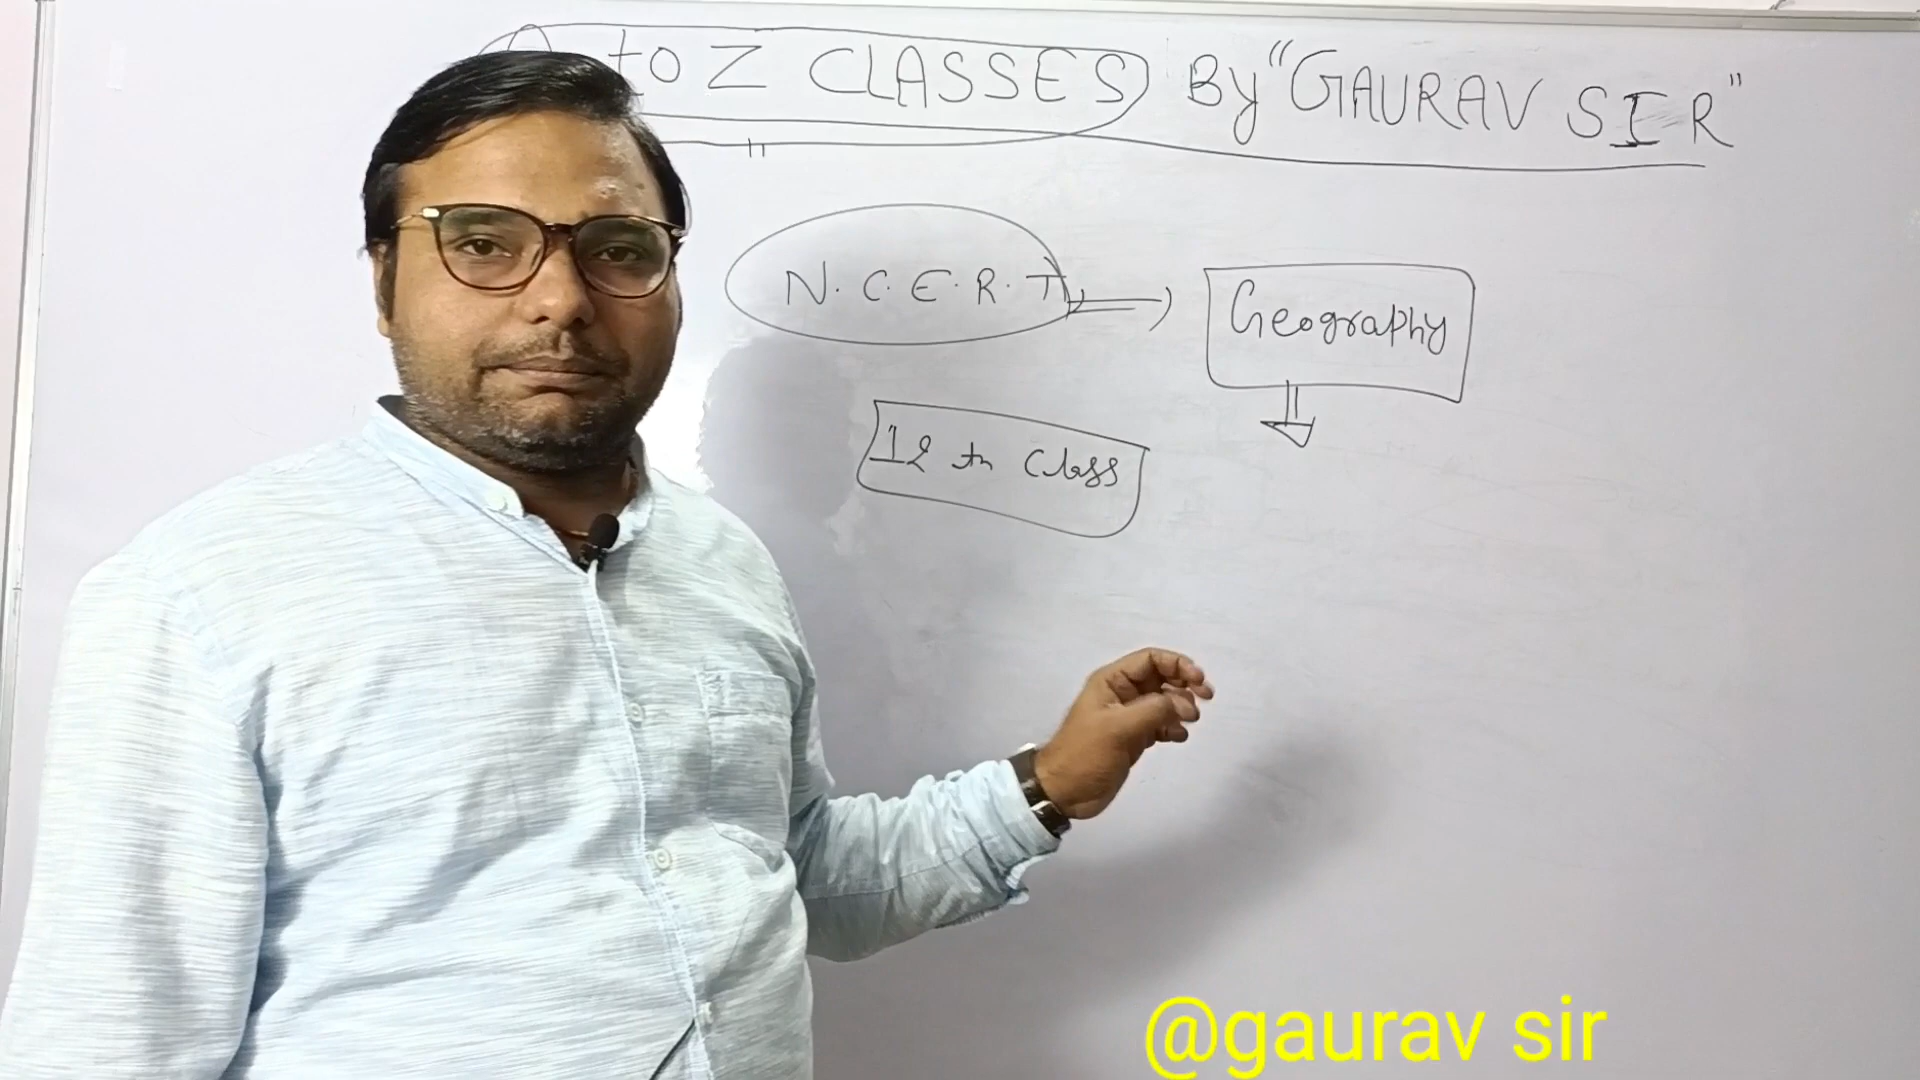 A to Z CLASSES By "GAURAV SIR"
N.C.E.R.T
Geography
12 th Class
@gaurav sir